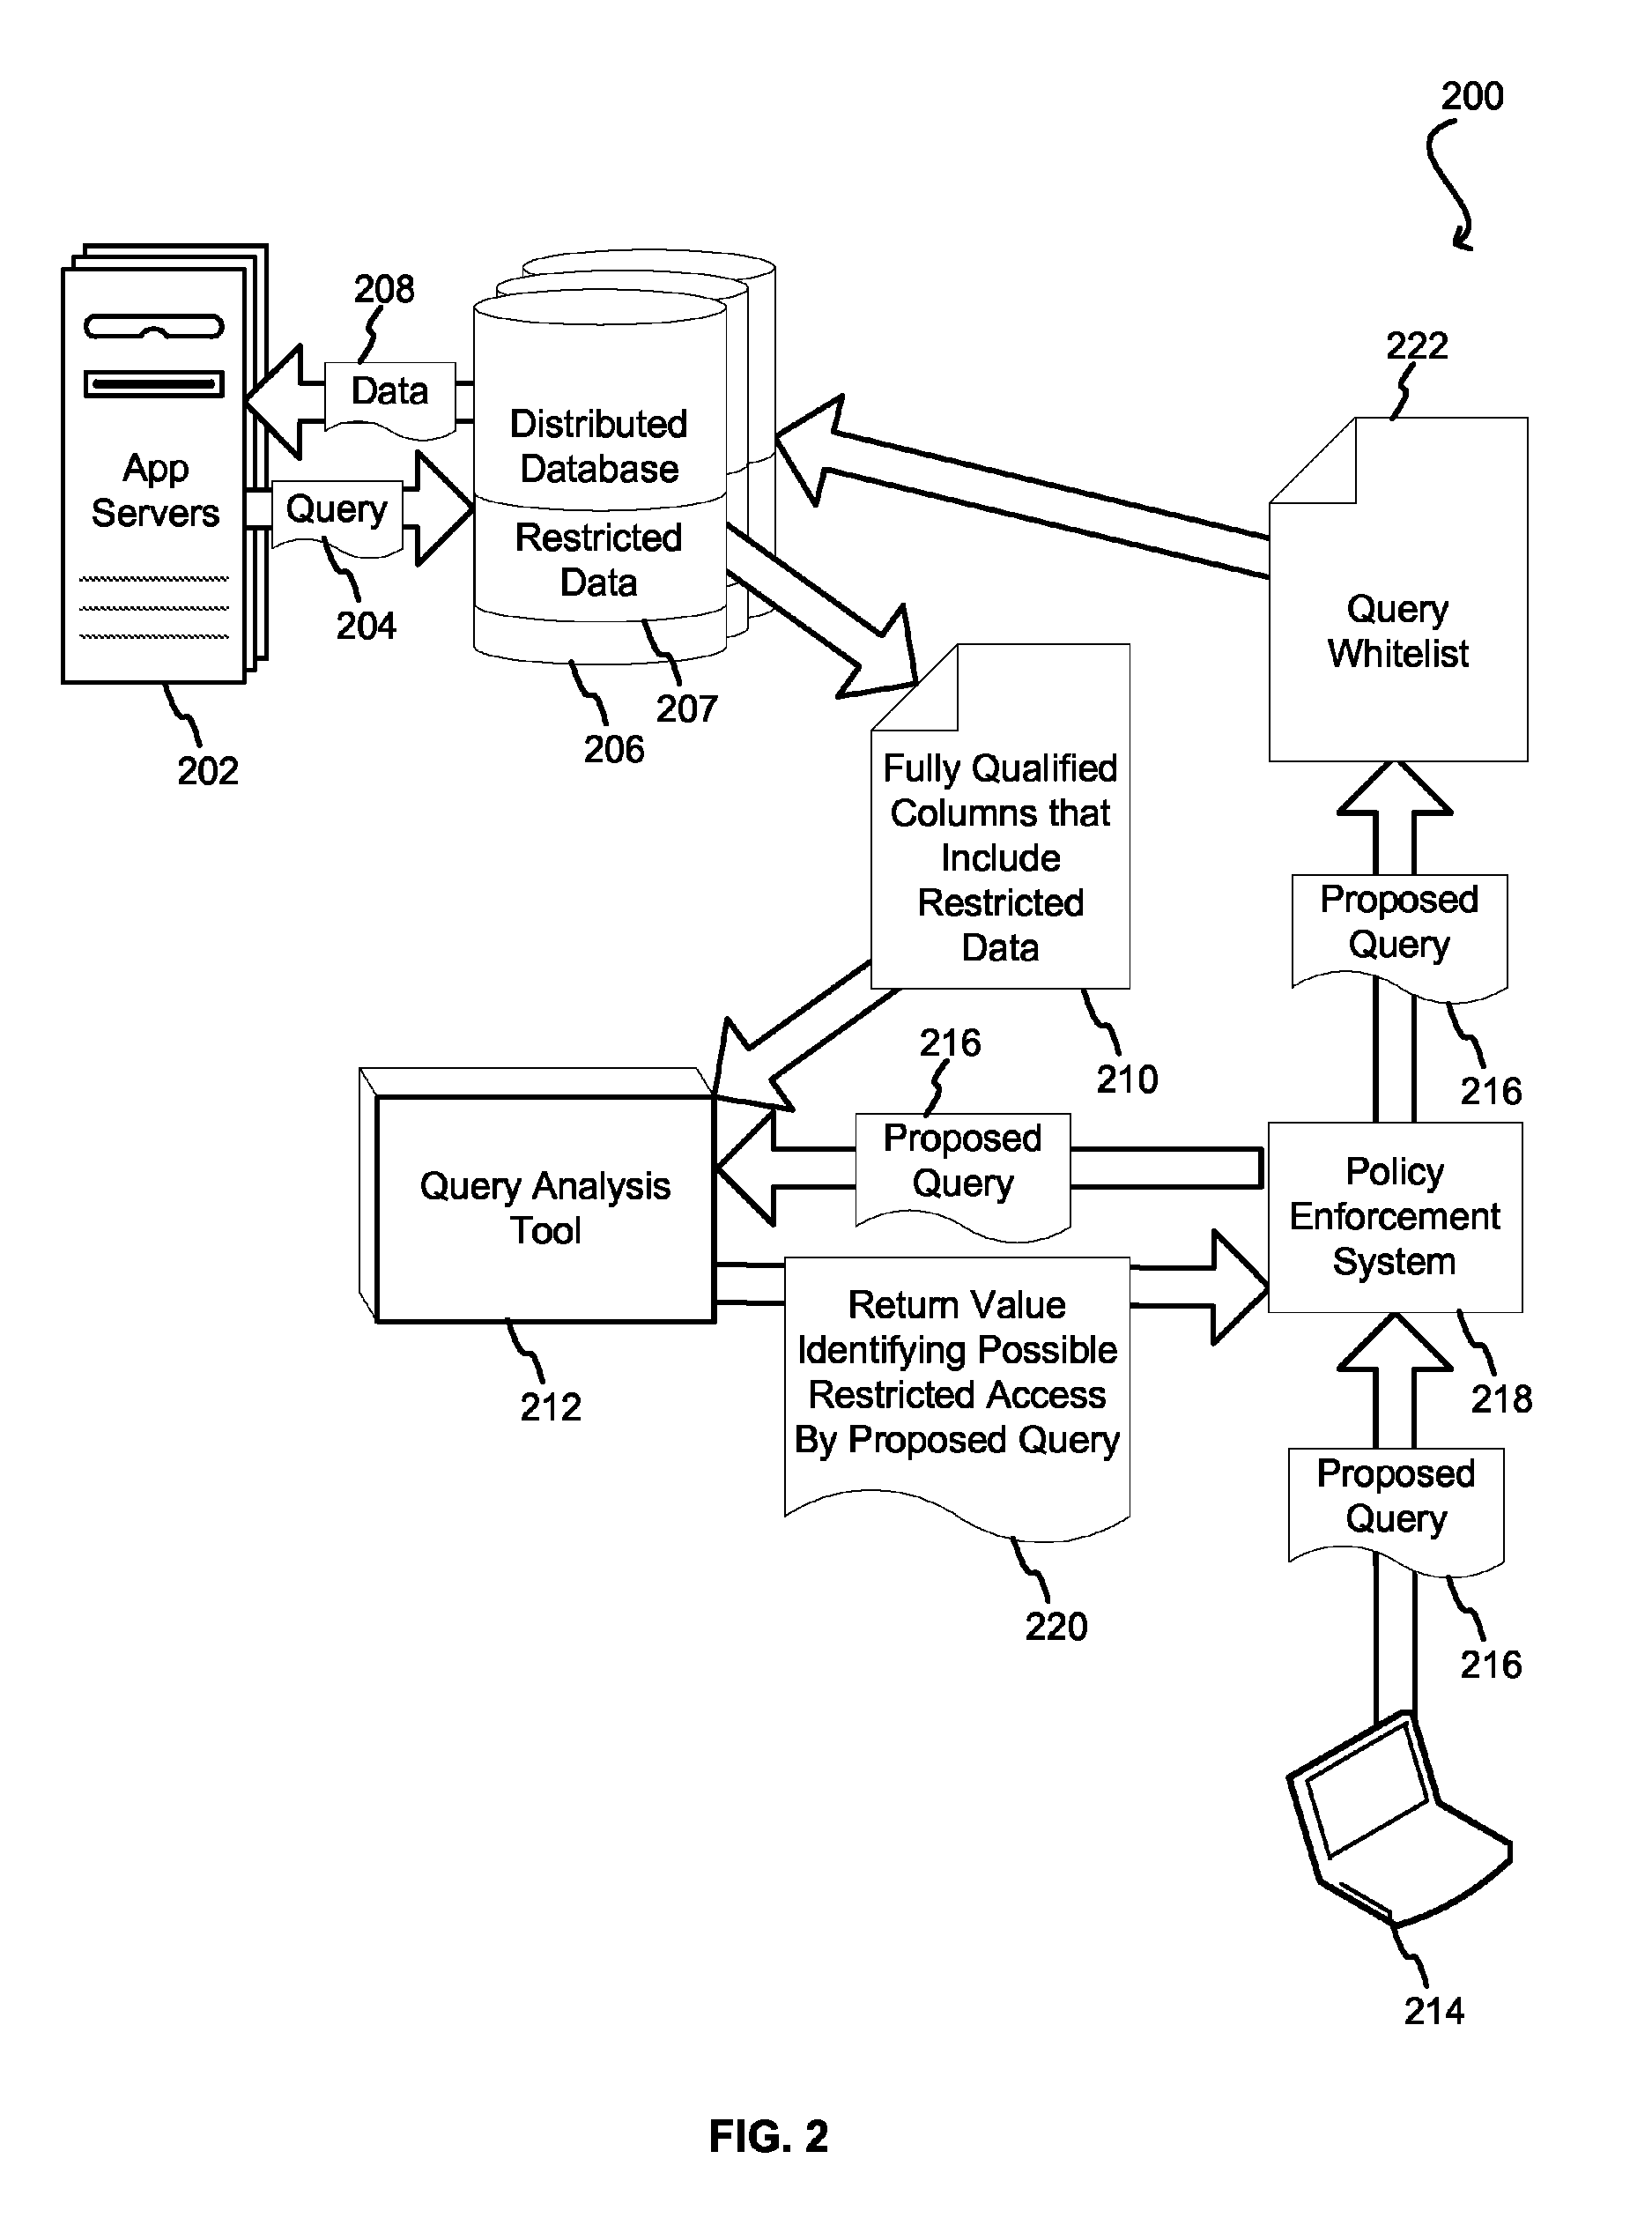 200
208
222
Data
Distributed
Database
App
Servers
Query
Restricted
Data
204
207
206
202
Query
Whitelist
Fully Qualified
Columns that
Include
Restricted
Data
Proposed
Query
216
210
216
Proposed
Query
Policy
Enforcement
System
Query Analysis
Tool
Return Value
Identifying Possible
Restricted Access
By Proposed Query
212
218
Proposed
Query
220
216
214
FIG. 2